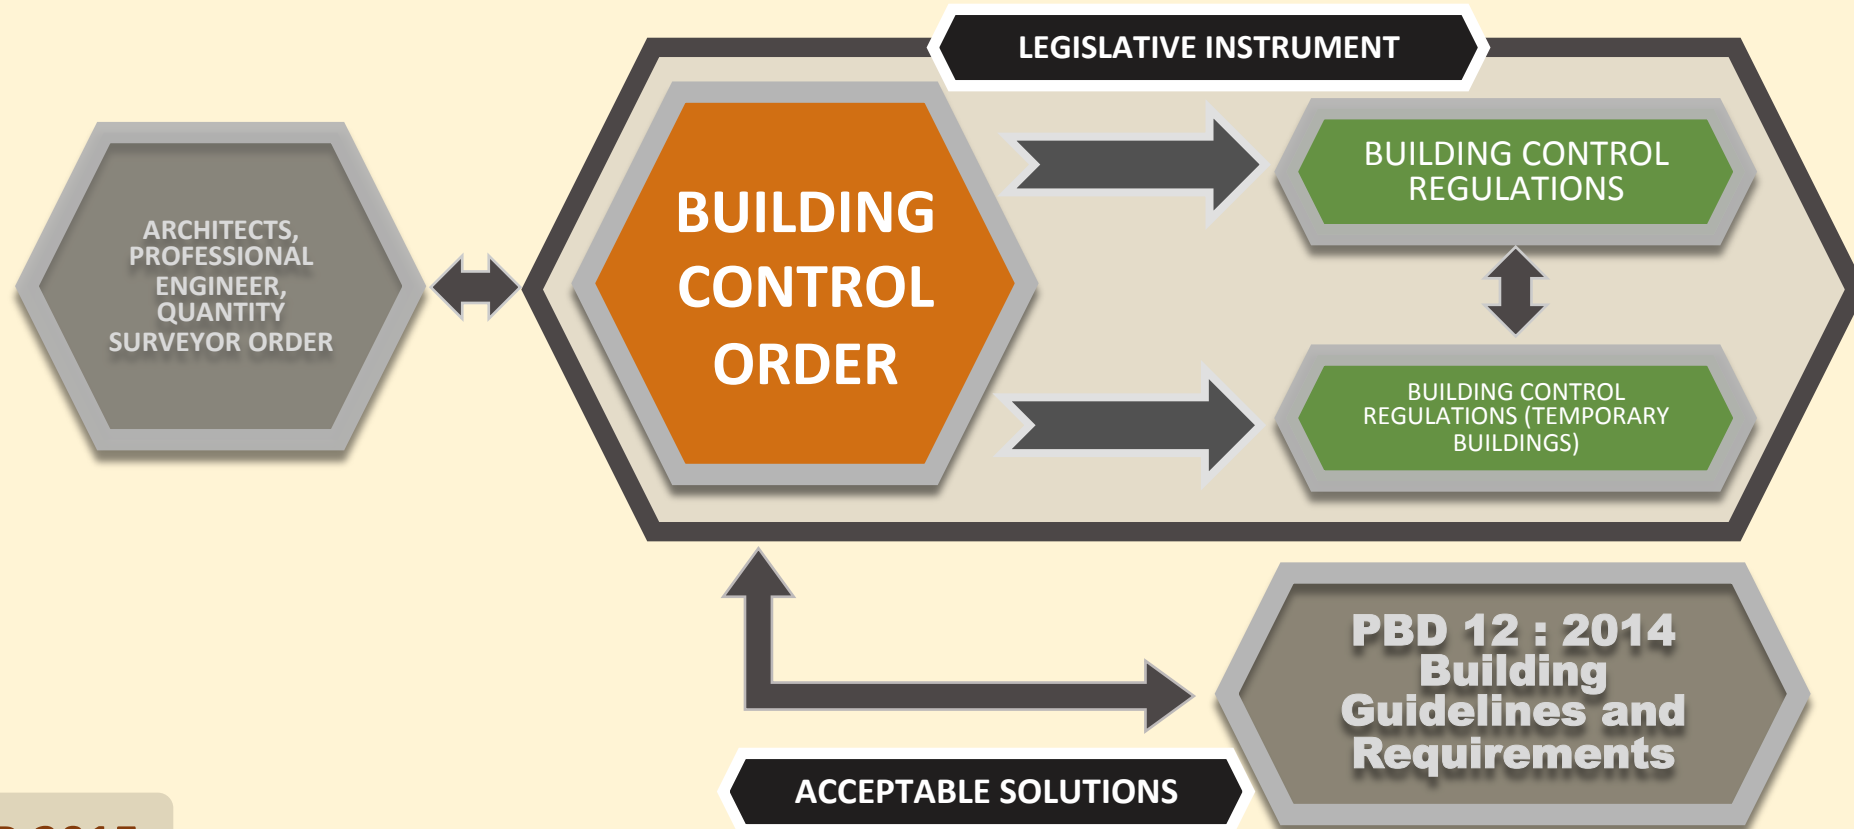 LEGISLATIVE INSTRUMENT
ARCHITECTS,
PROFESSIONAL
ENGINEER,
QUANTITY
SURVEYOR ORDER
BUILDING
CONTROL
ORDER
BUILDING CONTROL
REGULATIONS
BUILDING CONTROL
REGULATIONS (TEMPORARY
BUILDINGS)
PBD 12 : 2014
Building
Guidelines and
Requirements
ACCEPTABLE SOLUTIONS